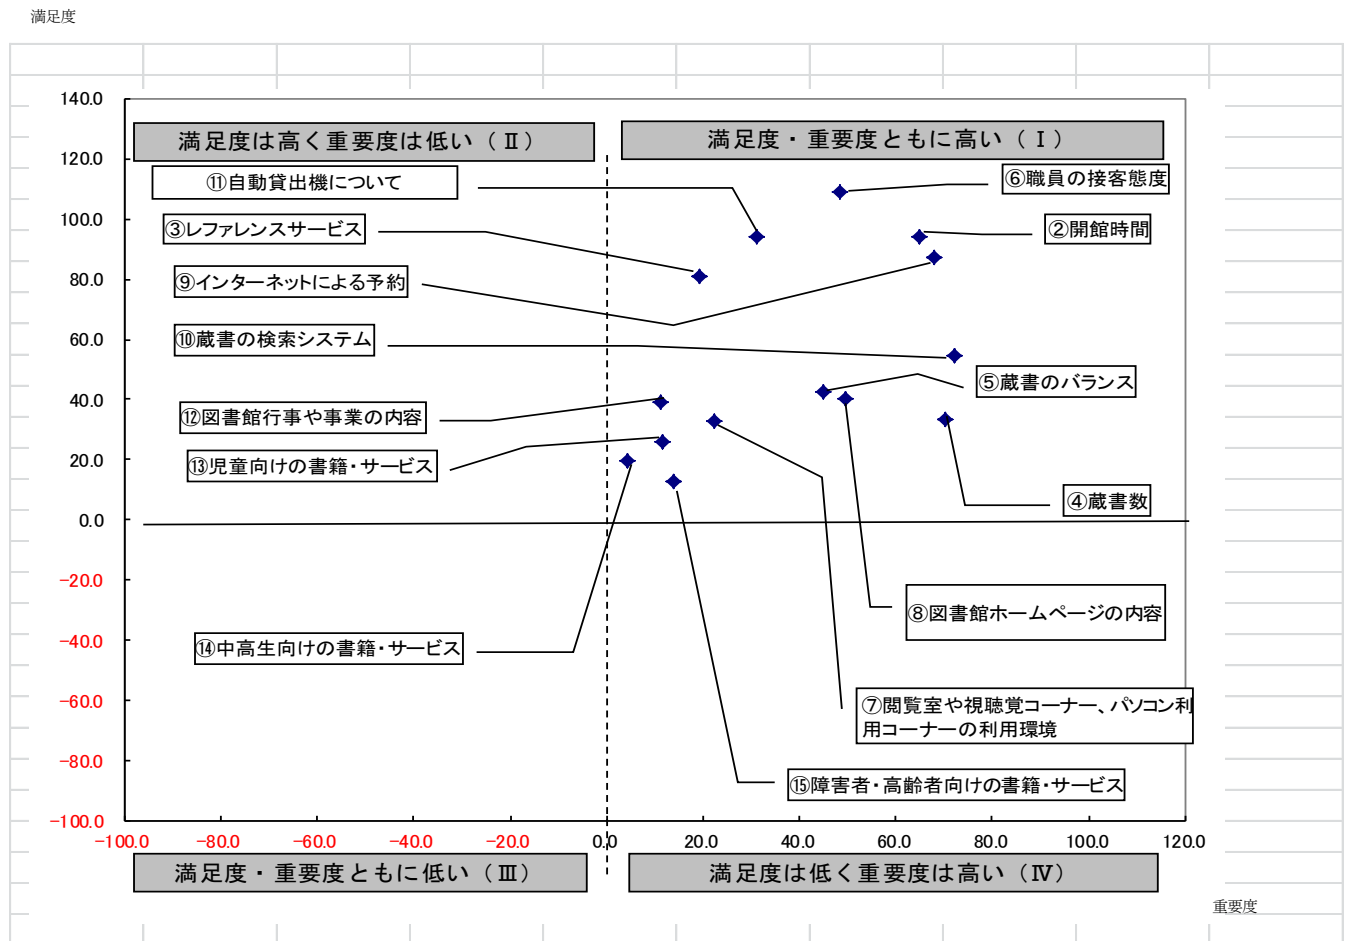 満足度
140.0
満足度は高く重要度は低い（Ⅱ）
満足度・重要度ともに高い（Ⅰ）
120.0
⑪自動貸出機について
⑥職員の接客態度
100.0
③レファレンスサービス
②開館時間
80.0
⑨インターネットによる予約
60.0
⑩蔵書の検索システム
⑤蔵書のバランス
40.0
⑫図書館行事や事業の内容
20.0
⑬児童向けの書籍・サービス
④蔵書数
0.0
-20.0
⑧図書館ホームページの内容
-40.0
⑭中高生向けの書籍・サービス
-60.0
⑦閲覧室や視聴覚コーナー、パソコン利
用コーナーの利用環境
-80.0
⑮障害者・高齢者向けの書籍・サービス
-100.0
-100.0 -80.0 -60.0 -40.0 -20.0 0.0 20.0 40.0 60.0 80.0 100.0 120.0
満足度・重要度ともに低い（Ⅲ）
満足度は低く重要度は高い（Ⅳ）
重要度